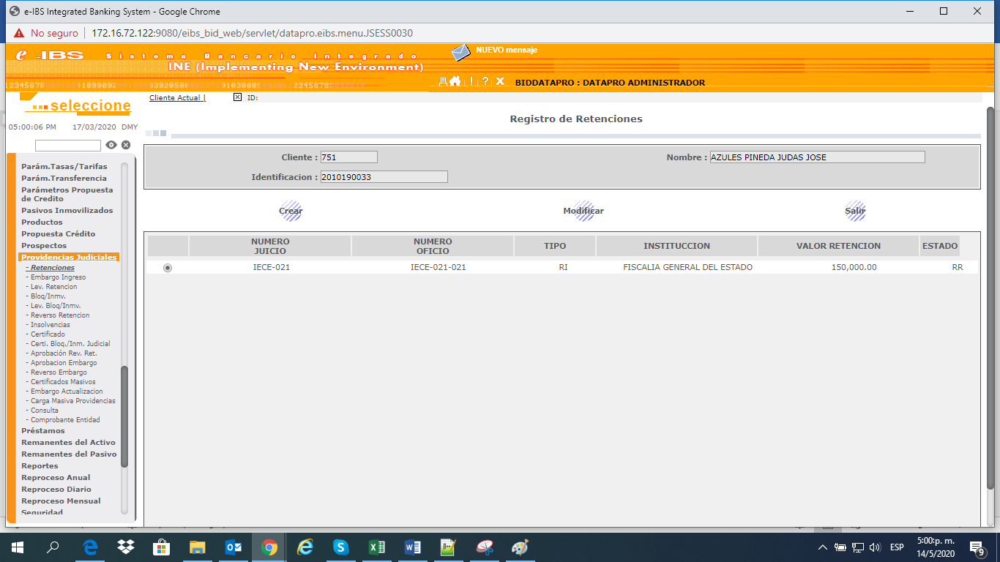 e-IBS Integrated Banking System - Google Chrome
No seguro 172.16.72.122:9080/eibs_bid_web/servlet/datapro.eibs.menu.JSESS0030
e -IBS Sistema Bancario Integrado
NUEVO mensaje
INE (Implementing New Environment)
! ? X BIDDATAPRO : DATAPRO ADMINISTRADOR
seleccione
Cliente Actual | ID:
05:00:06 PM 17/03/2020 DMY
Registro de Retenciones
Cliente : 751
Nombre : AZULES PINEDA JUDAS JOSE
Identificacion : 2010190033
Crear Modificar Salir
NUMERO JUICIO
NUMERO OFICIO
TIPO
INSTITUCCION
VALOR RETENCION
ESTADO
IECE-021 IECE-021-021 RI FISCALIA GENERAL DEL ESTADO 150,000.00 RR
Parám.Tasas/Tarifas
Parám.Transferencia
Parámetros Propuesta
de Credito
Pasivos Inmovilizados
Productos
Propuesta Crédito
Prospectos
Providencias Judiciales
- Retenciones
- Embargo Ingreso
- Lev. Retencion
- Bloq/Inmv.
- Lev. Bloq/Inmv.
- Reverso Retencion
- Insolvencias
- Certificado
- Certi. Bloq./Inm. Judicial
- Aprobación Rev. Ret.
- Aprobacion Embargo
- Reverso Embargo
- Certificados Masivos
- Embargo Actualizacion
- Carga Masiva Providencias
- Consulta
- Comprobante Entidad
Préstamos
Remanentes del Activo
Remanentes del Pasivo
Reportes
Reproceso Anual
Reproceso Diario
Reproceso Mensual
Seguridad
ESP
5:00:p. m.
14/5/2020
9